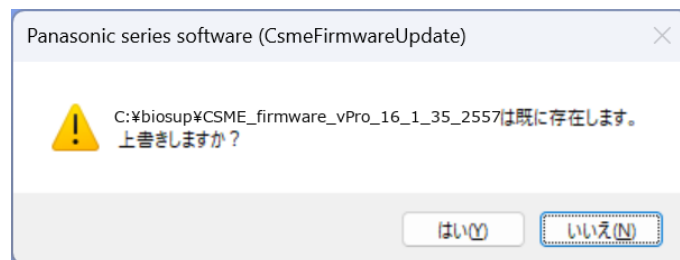 Panasonic series software (CsmeFirmwareUpdate)
C:¥biosup¥CSME_firmware_vPro_16_1_35_2557は既に存在します。
上書きしますか？
はい(Y)
いいえ(N)